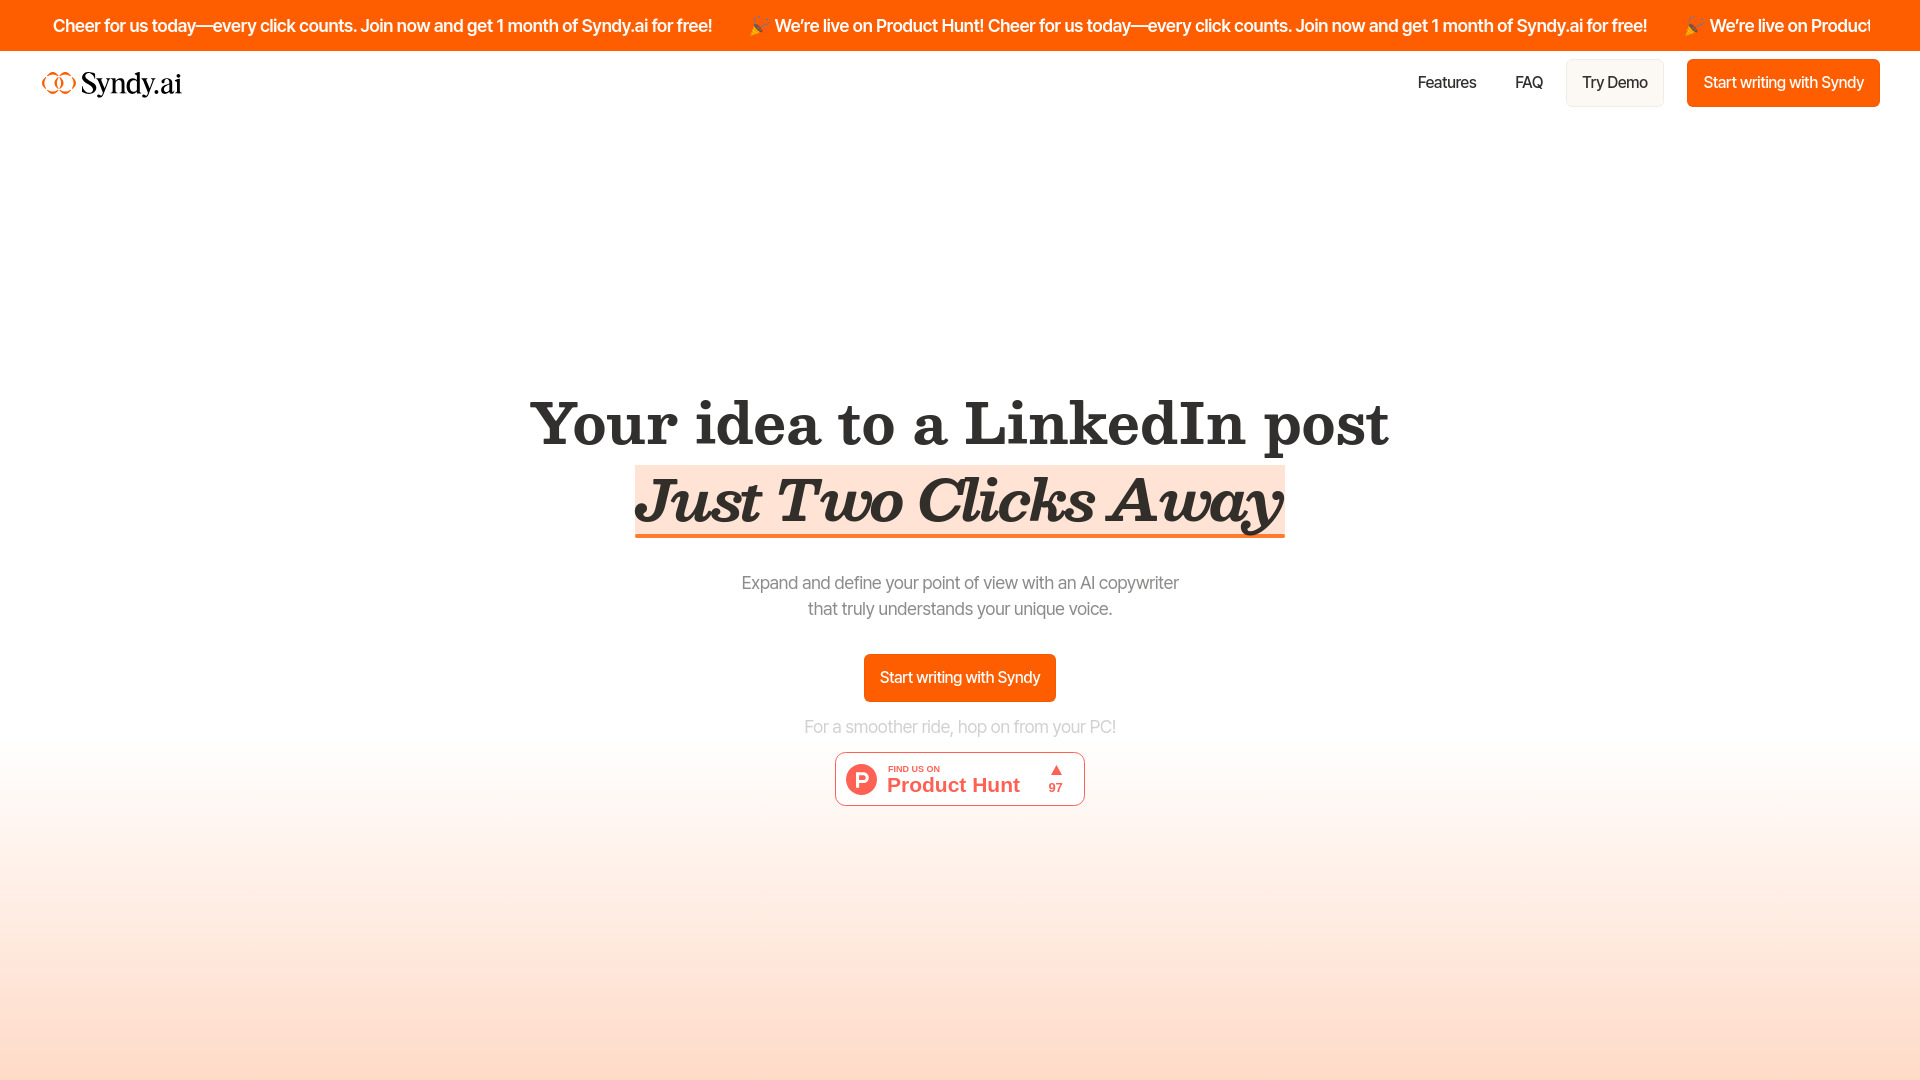 Cheer for us today—every click counts. Join now and get 1 month of Syndy.ai for free! 🎉 We’re live on Product Hunt! Cheer for us today—every click counts. Join now and get 1 month of Syndy.ai for free! 🎉 We’re live on Product
Syndy.ai Features FAQ Try Demo Start writing with Syndy
Your idea to a LinkedIn post
Just Two Clicks Away
Expand and define your point of view with an AI copywriter
that truly understands your unique voice.
Start writing with Syndy
For a smoother ride, hop on from your PC!
P FIND US ON
Product Hunt ▲ 97